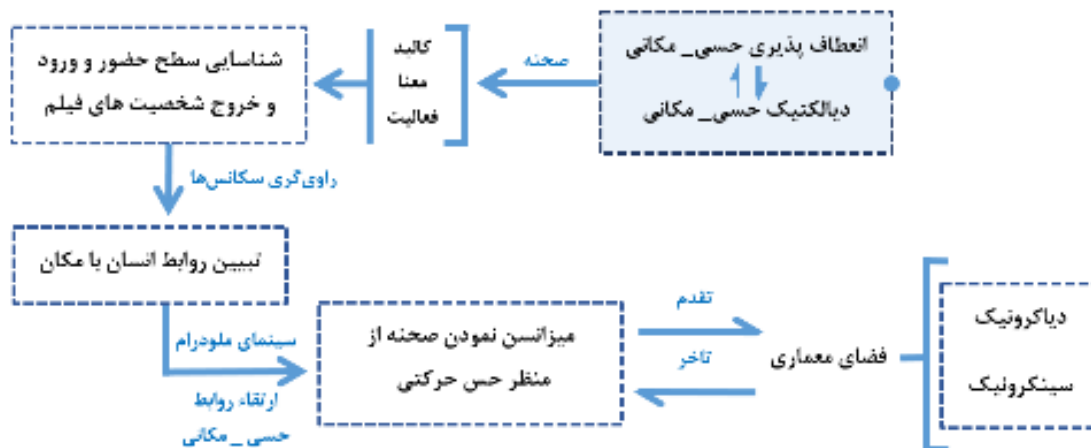 انعطاف پذیری حسی_ مکانی
دیالکتیک حسی_ مکانی
صحنه
کالبد
معنا
فعالیت
شناسایی سطح حضور و ورود
و خروج شخصیت های فیلم
راوی‌گری سکانس‌ها
تبیین روابط انسان با مکان
سینمای ملودرام
ارتقاء روابط
حسی _ مکانی
میزانسن نمودن صحنه از
منظر حس حرکتی
تقدم
تاخر
فضای معماری
دیاکرونیک
سینکرونیک